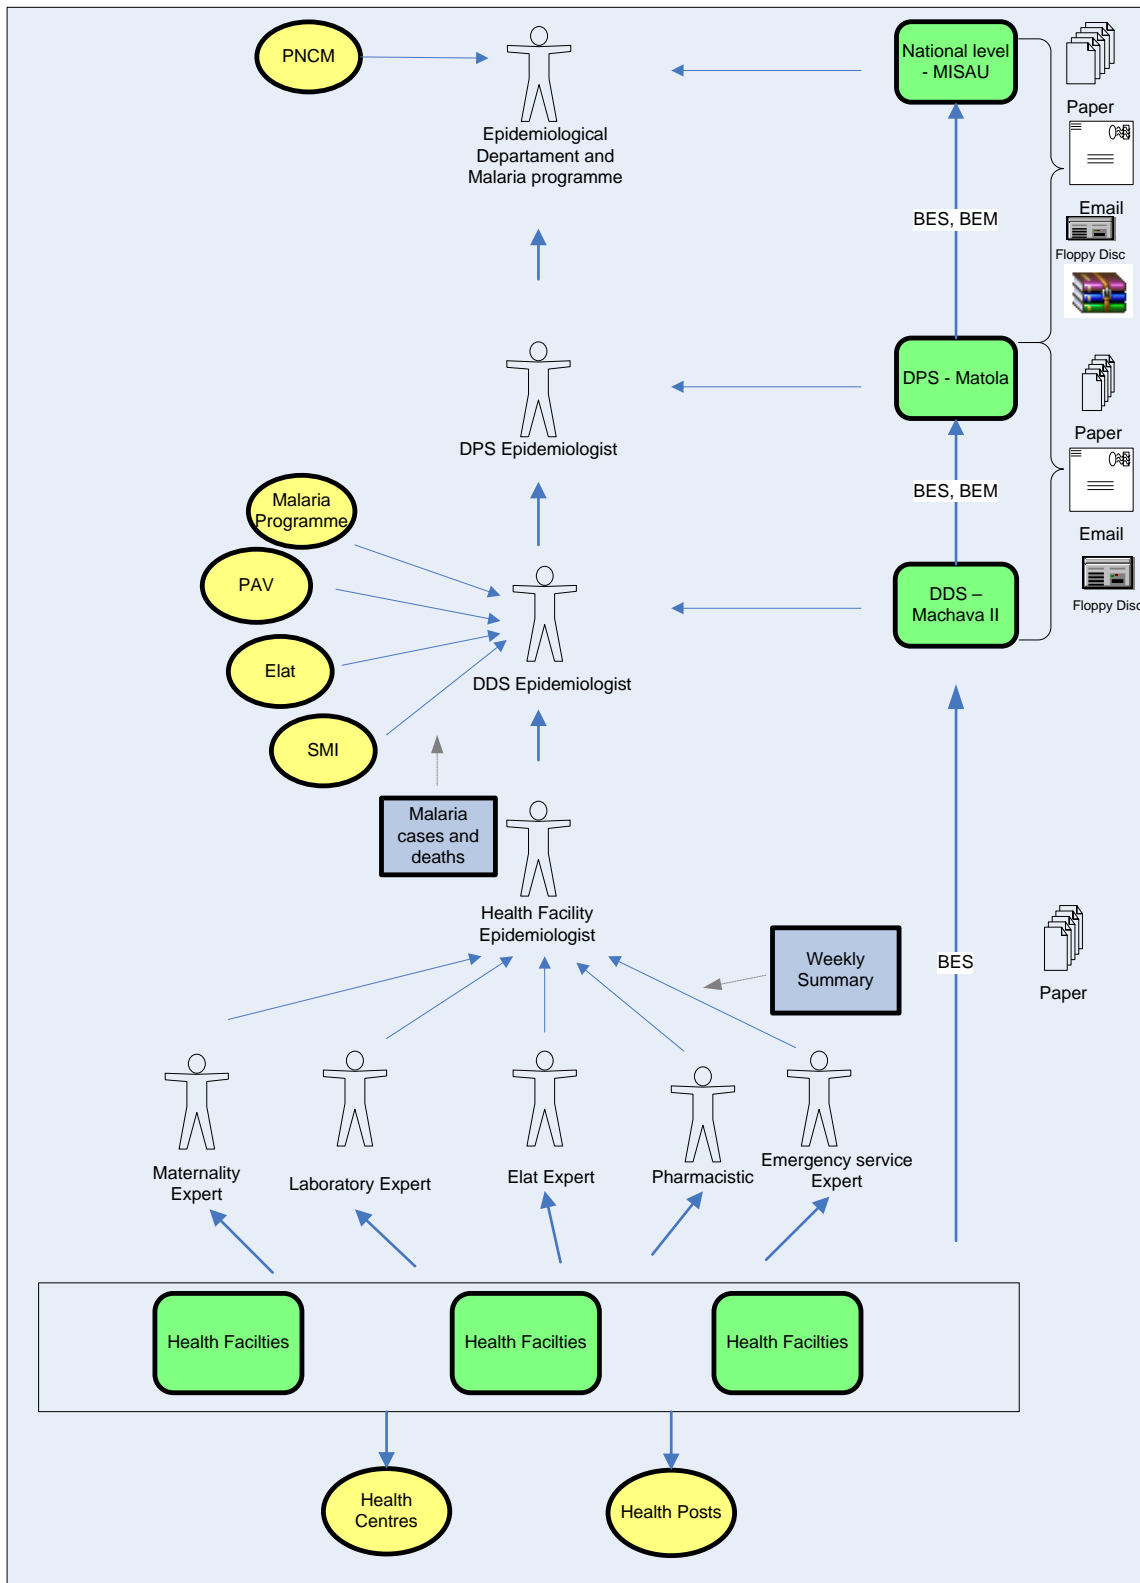 PNCM
National level
- MISAU
Paper
Epidemiological
Departament and
Malaria programme
Email
BES, BEM
Floppy Disc
DPS - Matola
Paper
DPS Epidemiologist
Malaria
Programme
BES, BEM
Email
PAV
DDS –
Machava II
Floppy Disc
Elat
DDS Epidemiologist
SMI
Malaria
cases and
deaths
Health Facility
Epidemiologist
Weekly
Summary
BES
Paper
Maternality
Expert
Laboratory Expert
Elat Expert
Pharmacistic
Emergency service
Expert
Health Facilties
Health Facilties
Health Facilties
Health
Centres
Health Posts